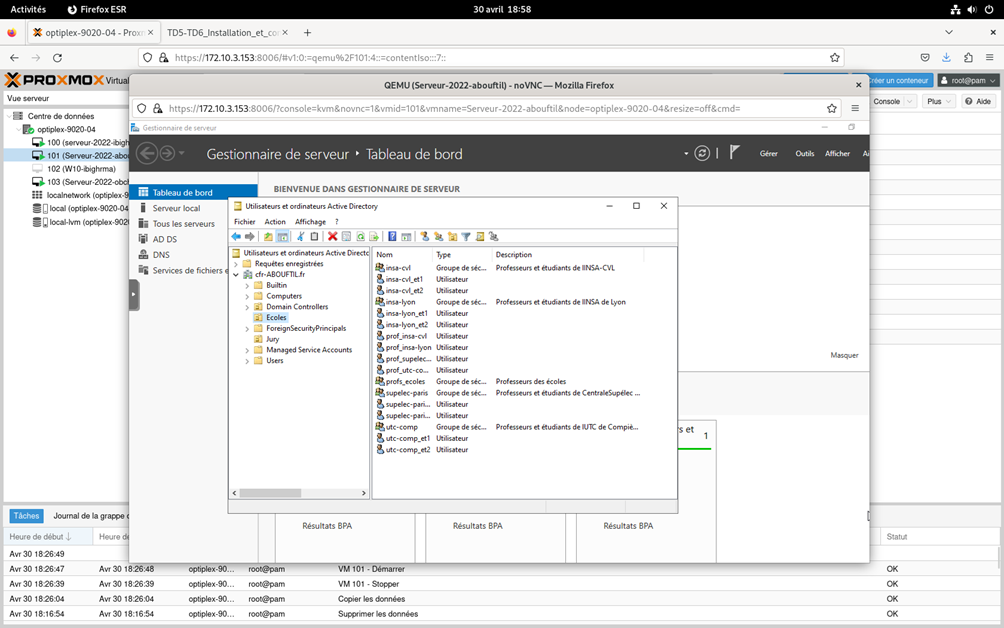 Activités Firefox ESR 30 avril 18:58
optiplex-9020-04 - Prox TD5-TD6_Installation_et_co
https://172.10.3.153:8006/#v1:0:=qemu%2F101:4::=contentIso:::7::
PROXMOX Virtual Créer un conteneur root@pam
QEMU (Serveur-2022-abouftil) - noVNC — Mozilla Firefox
Vue serveur
Console Plus Aide
https://172.10.3.153:8006/?console=kvm&novnc=1&vmid=101&vmname=Serveur-2022-abouftil&node=optiplex-9020-04&resize=off&cmd=
Centre de données
optiplex-9020-04
100 (serveur-2022-ibigh
101 (Serveur-2022-abou
102 (W10-ibighrma)
103 (Serveur-2022-obch
localnetwork (optiplex-9
local (optiplex-9020-04
local-lvm (optiplex-9020
Gestionnaire de serveur
Gestionnaire de serveur ‣ Tableau de bord
Gérer Outils Afficher Ai
Tableau de bord
Serveur local
Tous les serveurs
AD DS
DNS
Services de fichiers e
BIENVENUE DANS GESTIONNAIRE DE SERVEUR
Utilisateurs et ordinateurs Active Directory
Fichier Action Affichage ?
Utilisateurs et ordinateurs Active Directo
Requêtes enregistrées
cfr-ABOUFTIL.fr
Builtin
Computers
Domain Controllers
Ecoles
ForeignSecurityPrincipals
Jury
Managed Service Accounts
Users
Nom Type Description
insa-cvl Groupe de séc... Professeurs et étudiants de lINSA-CVL
insa-cvl_et1 Utilisateur
insa-cvl_et2 Utilisateur
insa-lyon Groupe de séc... Professeurs et étudiants de lINSA de Lyon
insa-lyon_et1 Utilisateur
insa-lyon_et2 Utilisateur
prof_insa-cvl Utilisateur
prof_insa-lyon Utilisateur
prof_supelec... Utilisateur
prof_utc-co... Utilisateur
profs_ecoles Groupe de séc... Professeurs des écoles
supelec-paris Groupe de séc... Professeurs et étudiants de CentraleSupélec ...
supelec-pari... Utilisateur
supelec-pari... Utilisateur
utc-comp Groupe de séc... Professeurs et étudiants de lUTC de Compiè...
utc-comp_et1 Utilisateur
utc-comp_et2 Utilisateur
Masquer
rs et 1
Résultats BPA Résultats BPA Résultats BPA
Tâches Journal de la grappe
Heure de début ↓ Heure de Statut
Avr 30 18:26:49
Avr 30 18:26:47 Avr 30 18:26:48 optiplex-90... root@pam VM 101 - Démarrer OK
Avr 30 18:26:39 Avr 30 18:26:39 optiplex-90... root@pam VM 101 - Stopper OK
Avr 30 18:26:04 Avr 30 18:26:04 optiplex-90... root@pam Copier les données OK
Avr 30 18:16:54 Avr 30 18:16:54 optiplex-90... root@pam Supprimer les données OK